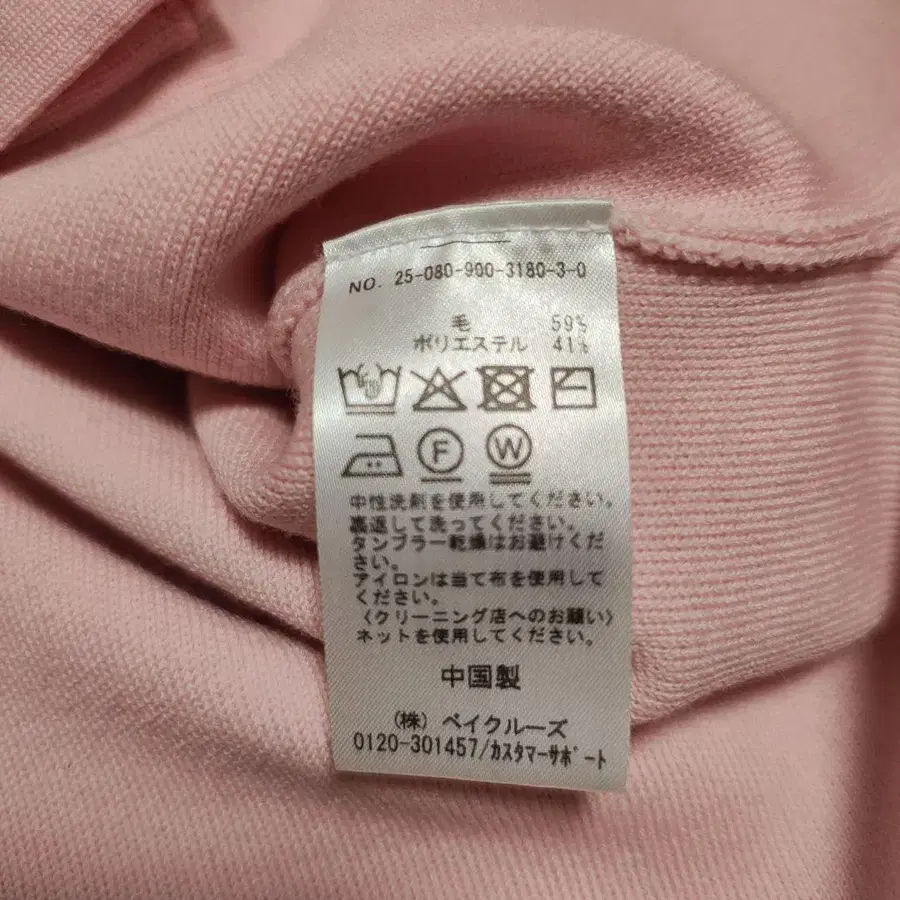 NO. 25-080-900-3180-3-0
毛 59%
ポリエステル 41%
F W
中性洗剤を使用してください。
裏返して洗ってください。
タンブラー乾燥はお避けくだ
さい。
アイロンは当て布を使用して
ください。
〈クリーニング店へのお願い〉
ネットを使用してください。
中国製
(株) ベイクルーズ
0120-301457/カスタマーサポート